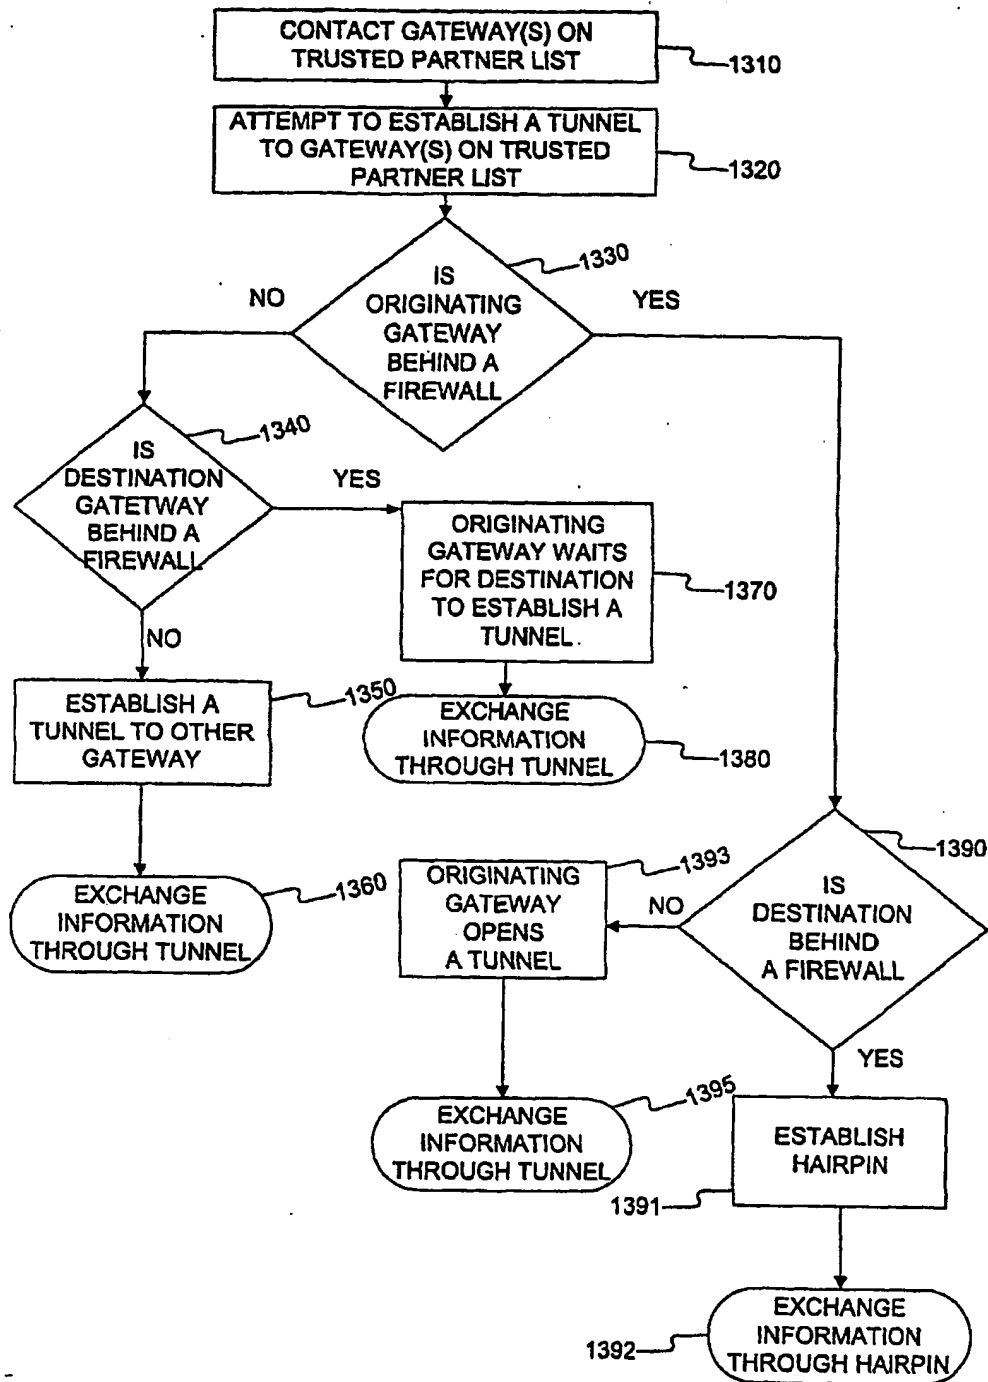 CONTACT GATEWAY(S) ON
TRUSTED PARTNER LIST
1310
ATTEMPT TO ESTABLISH A TUNNEL
TO GATEWAY(S) ON TRUSTED
PARTNER LIST
1320
1330
IS
ORIGINATING
GATEWAY
BEHIND A
FIREWALL
NO
YES
1340
IS
DESTINATION
GATETWAY
BEHIND A
FIREWALL
YES
NO
ORIGINATING
GATEWAY WAITS
FOR DESTINATION
TO ESTABLISH A
TUNNEL.
1370
1350
ESTABLISH A
TUNNEL TO OTHER
GATEWAY
EXCHANGE
INFORMATION
THROUGH TUNNEL
1380
1360
EXCHANGE
INFORMATION
THROUGH TUNNEL
1390
IS
DESTINATION
BEHIND
A FIREWALL
NO
YES
1393
ORIGINATING
GATEWAY
OPENS
A TUNNEL
1395
EXCHANGE
INFORMATION
THROUGH TUNNEL
ESTABLISH
HAIRPIN
1391
EXCHANGE
INFORMATION
THROUGH HAIRPIN
1392